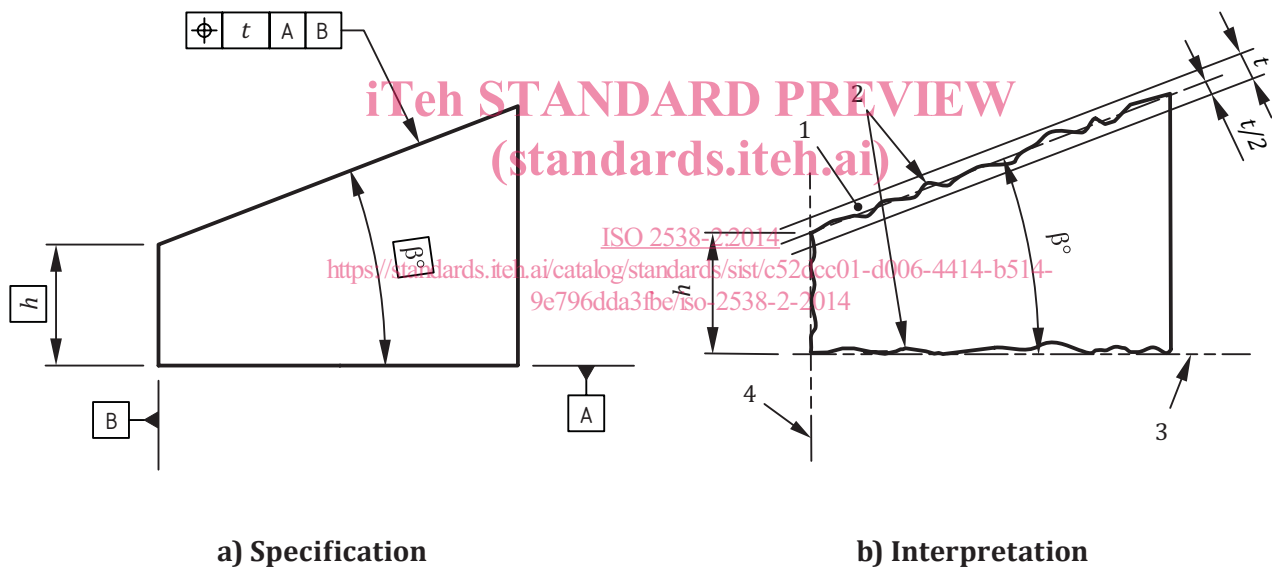 ⌖ t A B
iTeh STANDARD PREVIEW
(standards.iteh.ai)
ISO 2538-2:2014
https://standards.iteh.ai/catalog/standards/sist/c52dcc01-d006-4414-b514-
9e796dda3fbe/iso-2538-2-2014
h
β°
B
A
1
2
h
β°
t
t/2
4
3
a) Specification
b) Interpretation